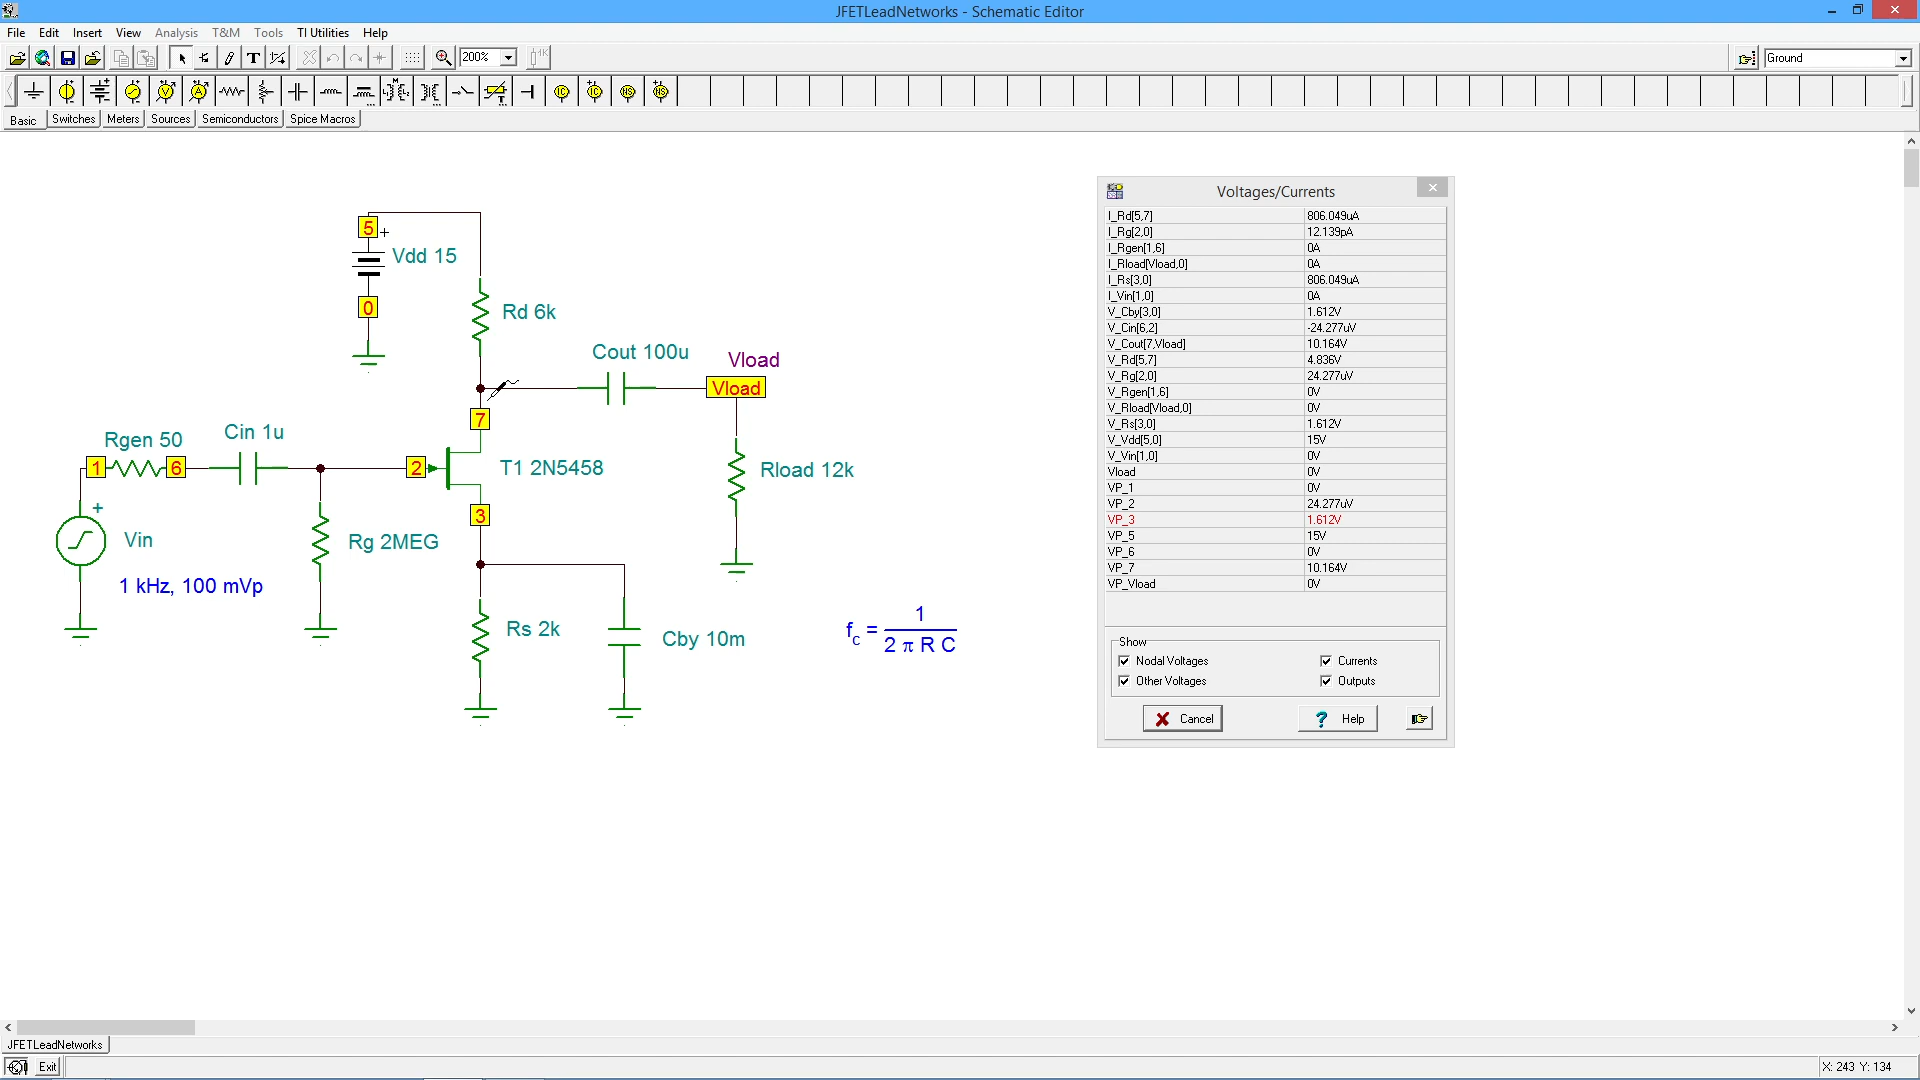 JFETLeadNetworks - Schematic Editor
File Edit Insert View Analysis T&M Tools TI Utilities Help
200%
Ground
Basic Switches Meters Sources Semiconductors Spice Macros
5
+
Vdd 15
0
Rd 6k
Cout 100u
Vload
Vload
7
Rgen 50
Cin 1u
1
6
2
T1 2N5458
Rload 12k
3
+
Vin
Rg 2MEG
1 kHz, 100 mVp
Rs 2k
Cby 10m
fc = 1
2 π R C
Voltages/Currents
I_Rd[5,7] 806.049uA
I_Rg[2,0] 12.139pA
I_Rgen[1,6] 0A
I_Rload[Vload,0] 0A
I_Rs[3,0] 806.049uA
I_Vin[1,0] 0A
V_Cby[3,0] 1.612V
V_Cin[6,2] -24.277uV
V_Cout[7,Vload] 10.164V
V_Rd[5,7] 4.836V
V_Rg[2,0] 24.277uV
V_Rgen[1,6] 0V
V_Rload[Vload,0] 0V
V_Rs[3,0] 1.612V
V_Vdd[5,0] 15V
V_Vin[1,0] 0V
Vload 0V
VP_1 0V
VP_2 24.277uV
VP_3 1.612V
VP_5 15V
VP_6 0V
VP_7 10.164V
VP_Vload 0V
Show
Nodal Voltages Currents
Other Voltages Outputs
Cancel ? Help
JFETLeadNetworks
Exit
X: 243 Y: 134